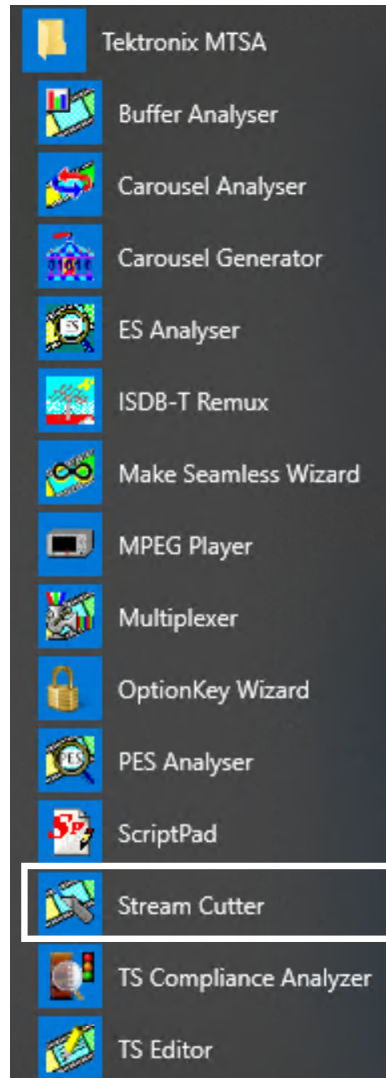 Tektronix MTSA
Buffer Analyser
Carousel Analyser
Carousel Generator
ES Analyser
ISDB-T Remux
Make Seamless Wizard
MPEG Player
Multiplexer
OptionKey Wizard
PES Analyser
ScriptPad
Stream Cutter
TS Compliance Analyzer
TS Editor